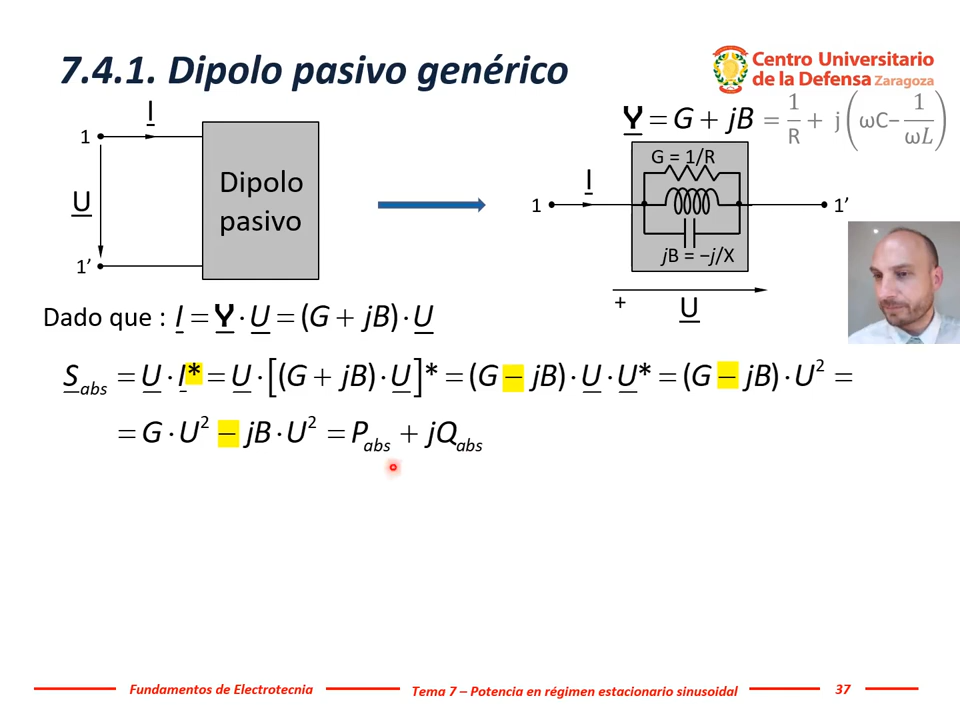 7.4.1. Dipolo pasivo genérico
Centro Universitario
de la Defensa Zaragoza
I
1
U
1’
Dipolo
pasivo
Y = G + jB = 1/R + j (ωC− 1/ωL)
G = 1/R
I
1
1’
jB = −j/X
+
U
Dado que : I = Y · U = (G + jB) · U
S_abs = U · I* = U · [(G + jB) · U]* = (G − jB) · U · U* = (G − jB) · U² =
= G · U² − jB · U² = P_abs + jQ_abs
Fundamentos de Electrotecnia
Tema 7 – Potencia en régimen estacionario sinusoidal
37